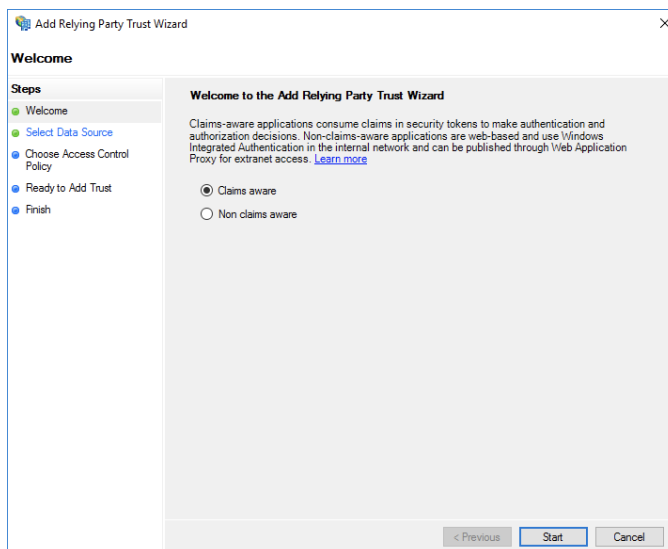 Add Relying Party Trust Wizard
Welcome
Steps
Welcome
Select Data Source
Choose Access Control
Policy
Ready to Add Trust
Finish
Welcome to the Add Relying Party Trust Wizard
Claims-aware applications consume claims in security tokens to make authentication and
authorization decisions. Non-claims-aware applications are web-based and use Windows
Integrated Authentication in the internal network and can be published through Web Application
Proxy for extranet access. Learn more
Claims aware
Non claims aware
< Previous
Start
Cancel